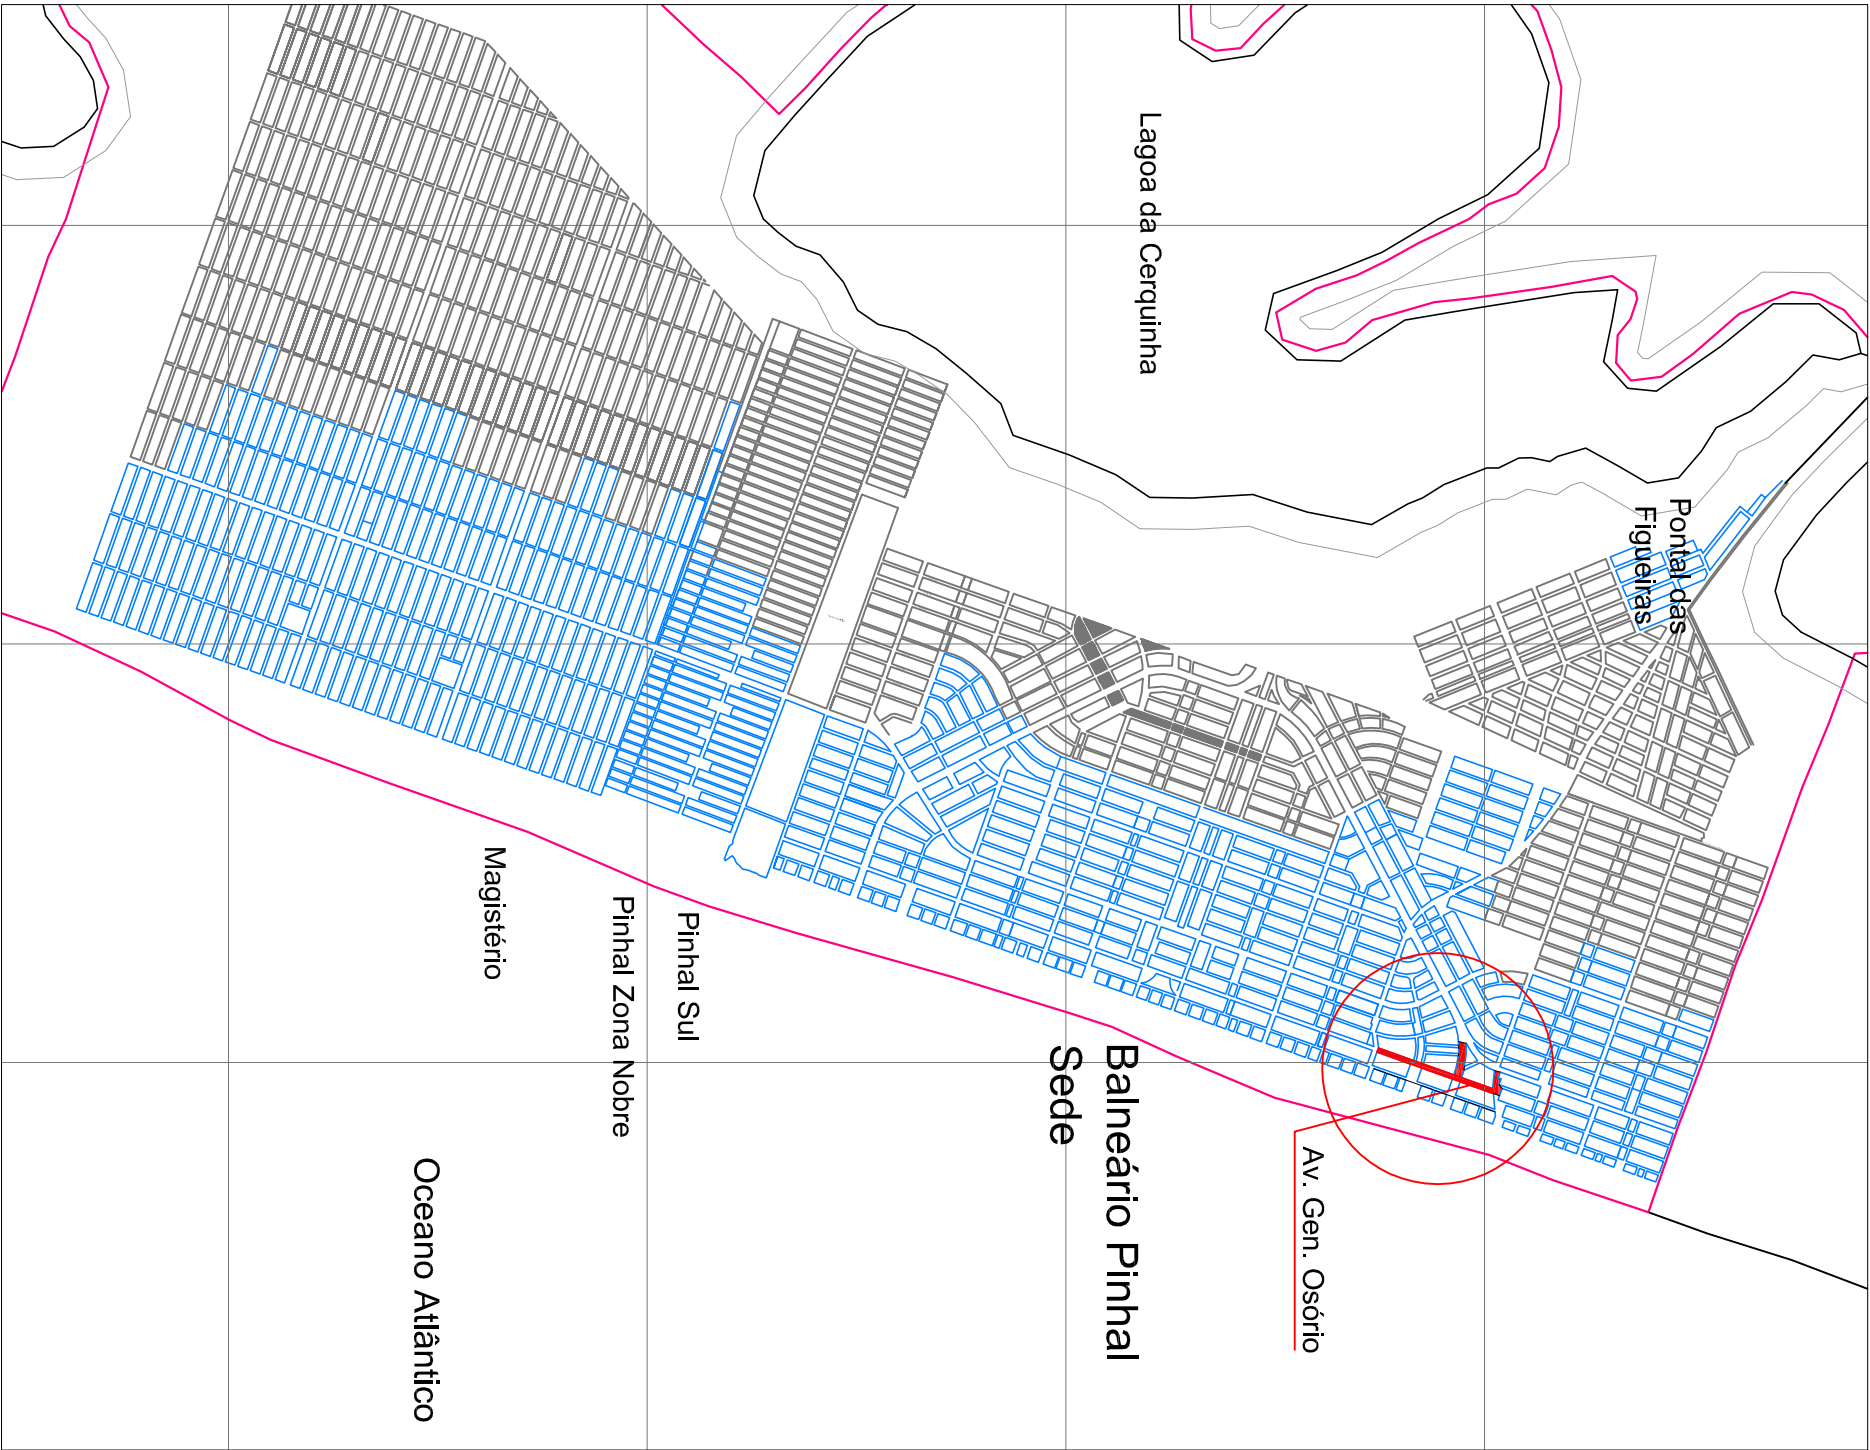 Pontal das
Figueiras
Lagoa da Cerquinha
Av. Gen. Osório
Balneário Pinhal
Sede
Pinhal Sul
Pinhal Zona Nobre
Magistério
Oceano Atlântico